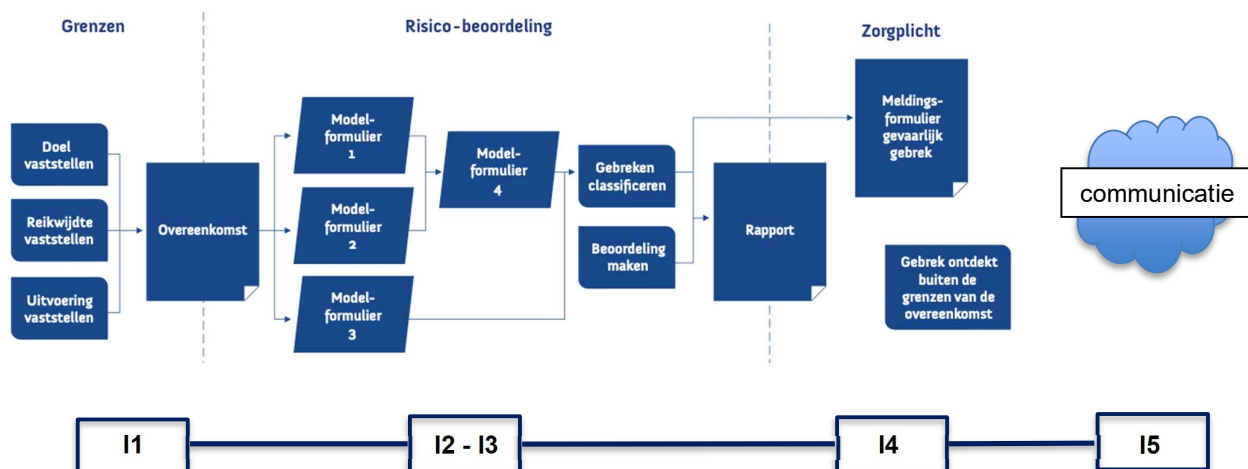 Grenzen
Risico-beoordeling
Zorgplicht
Doel
vaststellen
Reikwijdte
vaststellen
Uitvoering
vaststellen
Overeenkomst
Model-
formulier
1
Model-
formulier
2
Model-
formulier
3
Model-
formulier
4
Gebreken
classificeren
Beoordeling
maken
Rapport
Meldings-
formulier
gevaarlijk
gebrek
Gebrek ontdekt
buiten de
grenzen van de
overeenkomst
communicatie
I1
I2 - I3
I4
I5